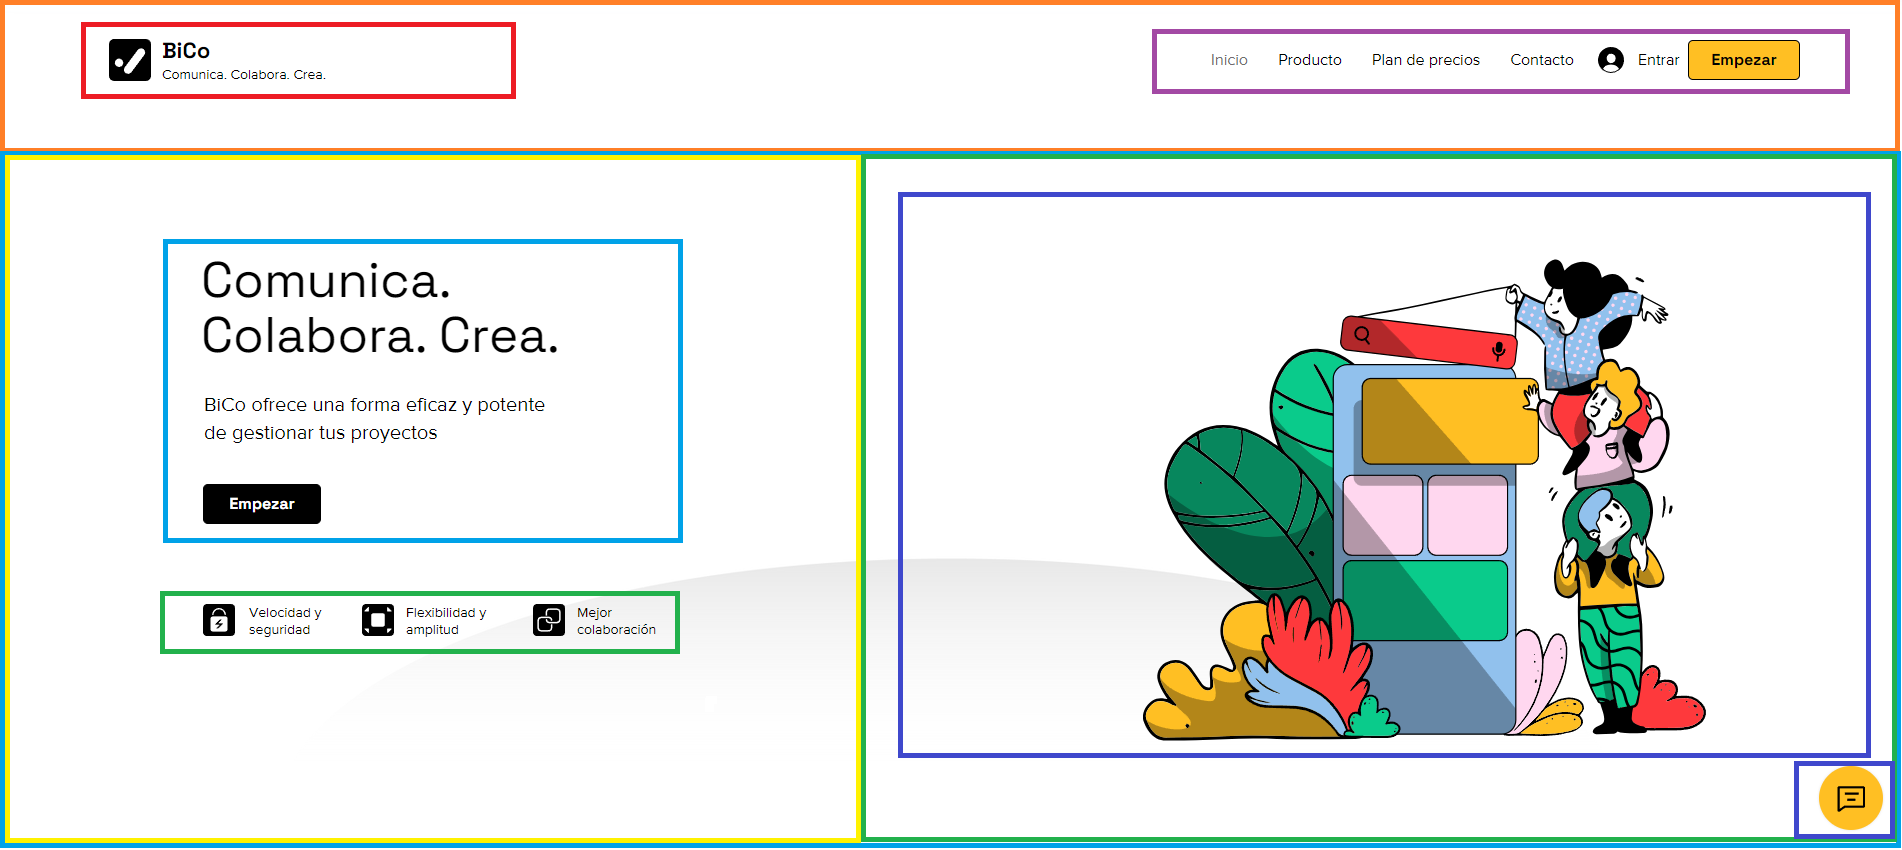 BiCo
Comunica. Colabora. Crea.
Inicio Producto Plan de precios Contacto Entrar Empezar
Comunica.
Colabora. Crea.
BiCo ofrece una forma eficaz y potente
de gestionar tus proyectos
Empezar
Velocidad y
seguridad
Flexibilidad y
amplitud
Mejor
colaboración